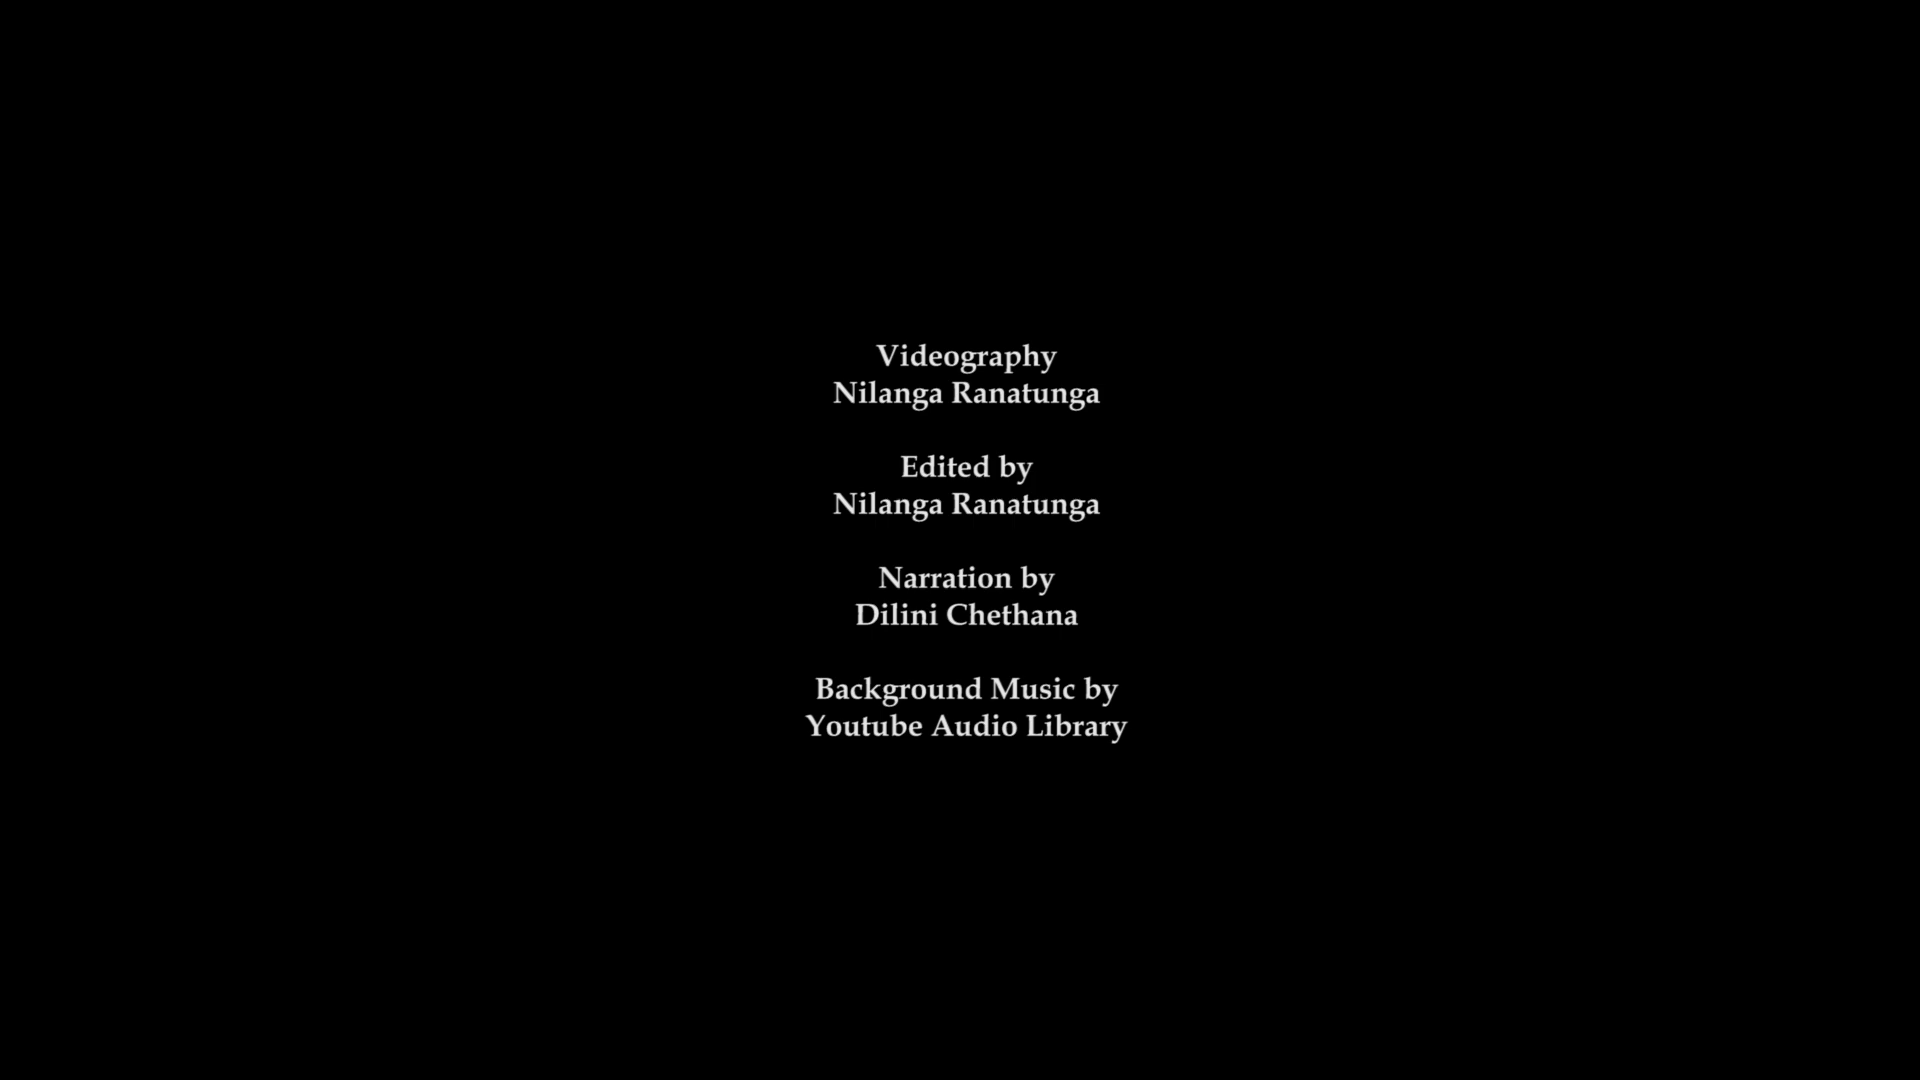 Videography
Nilanga Ranatunga
Edited by
Nilanga Ranatunga
Narration by
Dilini Chethana
Background Music by
Youtube Audio Library